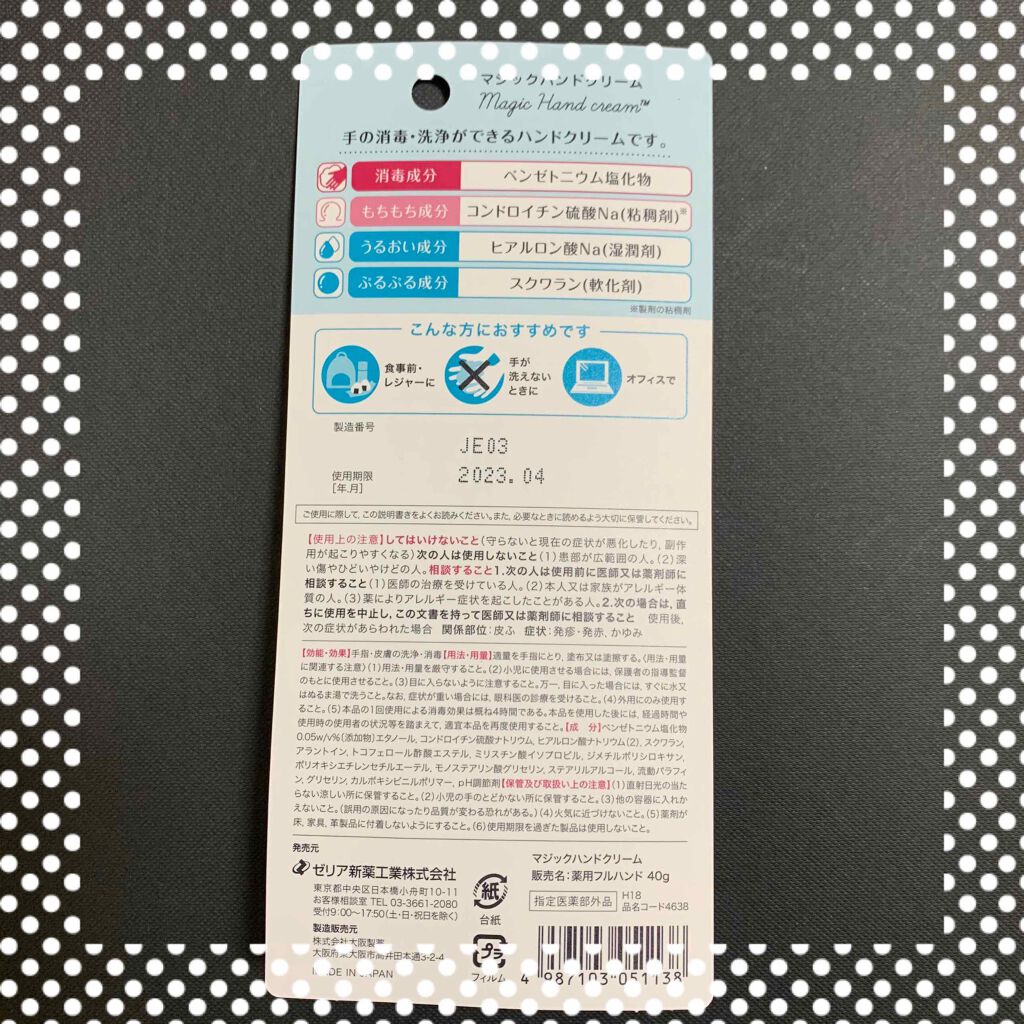 マジックハンドクリーム
Magic Hand cream™
手の消毒・洗浄ができるハンドクリームです。
消毒成分 ベンゼトニウム塩化物
もちもち成分 コンドロイチン硫酸Na(粘稠剤)※
うるおい成分 ヒアルロン酸Na(湿潤剤)
ぷるぷる成分 スクワラン(軟化剤)
※製剤の粘稠剤
こんな方におすすめです
食事前・
レジャーに
手が
洗えない
ときに
オフィスで
製造番号
JE03
使用期限
[年.月]
2023.04
ご使用に際して、この説明書きをよくお読みください。また、必要なときに読めるよう大切に保管してください。
【使用上の注意】してはいけないこと(守らないと現在の症状が悪化したり、副作
用が起こりやすくなる)次の人は使用しないこと(1)患部が広範囲の人。(2)深
い傷やひどいやけどの人。相談すること1.次の人は使用前に医師又は薬剤師に
相談すること(1)医師の治療を受けている人。(2)本人又は家族がアレルギー体
質の人。(3)薬によりアレルギー症状を起こしたことがある人。2.次の場合は、直
ちに使用を中止し、この文書を持って医師又は薬剤師に相談すること 使用後、
次の症状があらわれた場合 関係部位:皮ふ 症状:発疹・発赤、かゆみ
【効能・効果】手指・皮膚の洗浄・消毒【用法・用量】適量を手指にとり、塗布又は塗擦する。(用法・用量
に関連する注意)(1)用法・用量を厳守すること。(2)小児に使用させる場合には、保護者の指導監督
のもとに使用させること。(3)目に入らないように注意すること。万一、目に入った場合には、すぐに水又
はぬるま湯で洗うこと。なお、症状が重い場合には、眼科医の診療を受けること。(4)外用にのみ使用す
ること。(5)本品の1回使用による消毒効果は概ね4時間である。本品を使用した後には、経過時間や
使用時の使用者の状況等を踏まえて、適宜本品を再度使用すること。【成 分】ベンゼトニウム塩化物
0.05w/v%(添加物)エタノール、コンドロイチン硫酸ナトリウム、ヒアルロン酸ナトリウム(2)、スクワラン、
アラントイン、トコフェロール酢酸エステル、ミリスチン酸イソプロピル、ジメチルポリシロキサン、
ポリオキシエチレンセチルエーテル、モノステアリン酸グリセリン、ステアリルアルコール、流動パラフィ
ン、グリセリン、カルボキシビニルポリマー、pH調節剤【保管及び取扱い上の注意】(1)直射日光の当た
らない涼しい所に保管すること。(2)小児の手のとどかない所に保管すること。(3)他の容器に入れか
えないこと。(誤用の原因になったり品質が変わる恐れがある。)(4)火気に近づけないこと。(5)薬剤が
床、家具、革製品に付着しないようにすること。(6)使用期限を過ぎた製品は使用しないこと。
発売元
ゼリア新薬工業株式会社
東京都中央区日本橋小舟町10-11
お客様相談室 TEL 03-3661-2080
受付9:00〜17:50(土・日・祝日を除く)
製造販売元
株式会社大阪製薬
大阪府東大阪市高井田本通3-2-4
MADE IN JAPAN
紙
台紙
プラ
フィルム
マジックハンドクリーム
販売名:薬用フルハンド 40g
指定医薬部外品
H18
品名コード4638
4 987103 051138